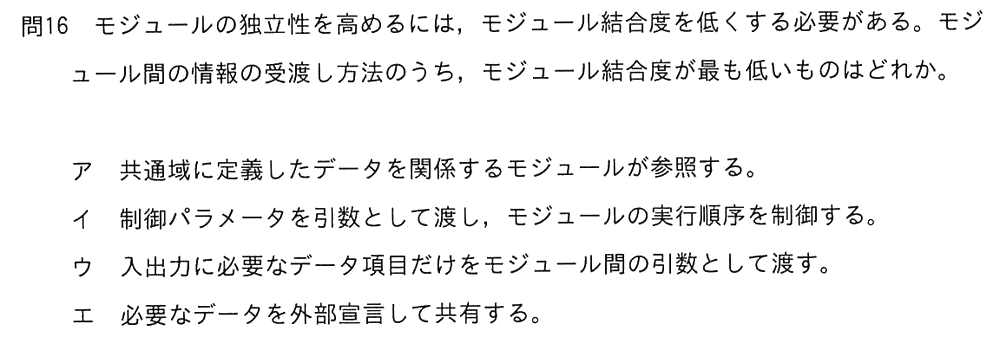 問16　モジュールの独立性を高めるには，モジュール結合度を低くする必要がある。モジ
ュール間の情報の受渡し方法のうち，モジュール結合度が最も低いものはどれか。
ア　共通域に定義したデータを関係するモジュールが参照する。
イ　制御パラメータを引数として渡し，モジュールの実行順序を制御する。
ウ　入出力に必要なデータ項目だけをモジュール間の引数として渡す。
エ　必要なデータを外部宣言して共有する。